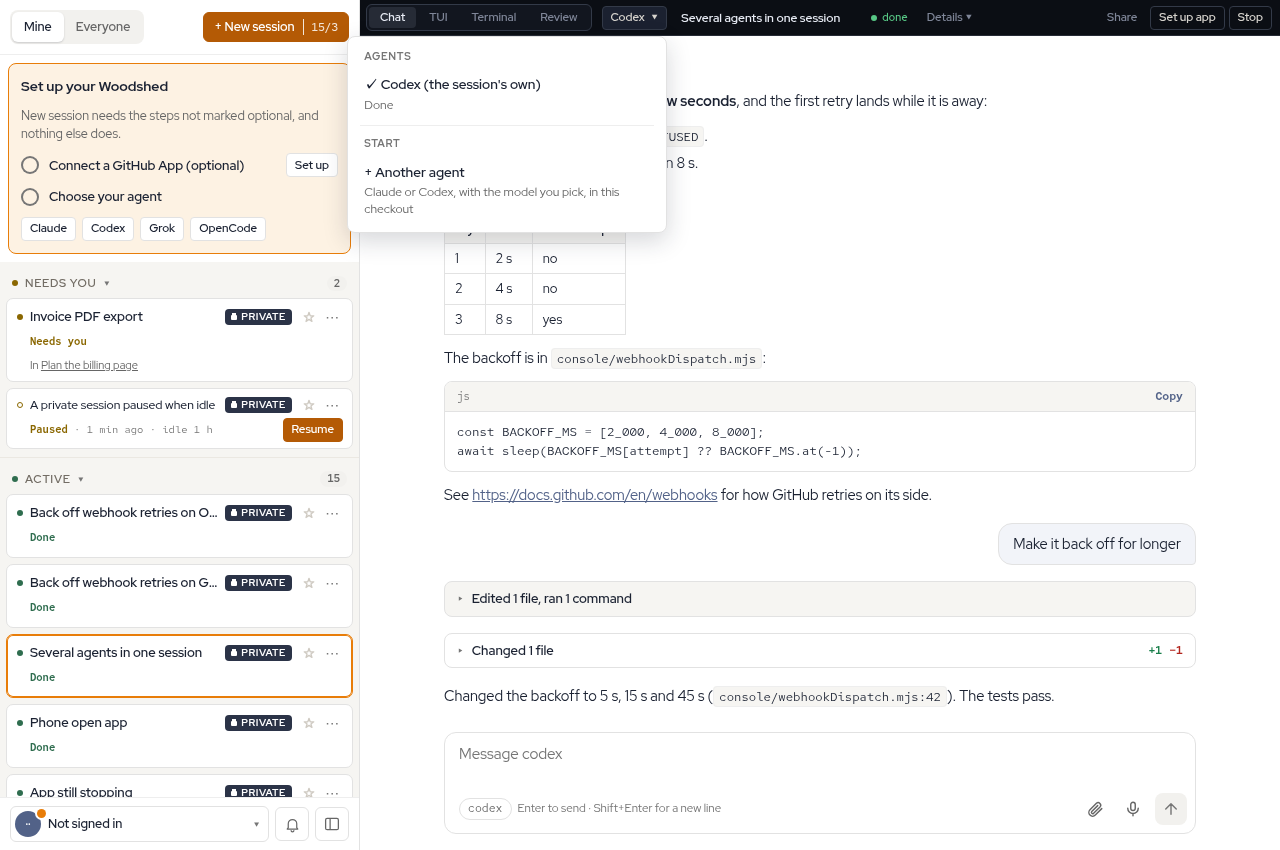 Mine
Everyone
+ New session
15/3
Chat
TUI
Terminal
Review
Codex ▾
Several agents in one session
done
Details ▾
Share
Set up app
Stop
Set up your Woodshed
New session needs the steps not marked optional, and
nothing else does.
Connect a GitHub App (optional)
Set up
Choose your agent
Claude
Codex
Grok
OpenCode
NEEDS YOU ▾
2
Invoice PDF export
PRIVATE
Needs you
In Plan the billing page
A private session paused when idle
PRIVATE
Paused · 1 min ago · idle 1 h
Resume
ACTIVE ▾
15
Back off webhook retries on O...
PRIVATE
Done
Back off webhook retries on G...
PRIVATE
Done
Several agents in one session
PRIVATE
Done
Phone open app
PRIVATE
Done
App still stopping
PRIVATE
Not signed in
AGENTS
✓ Codex (the session's own)
Done
START
+ Another agent
Claude or Codex, with the model you pick, in this
checkout
seconds, and the first retry lands while it is away:
8 s.
1 2 s no
2 4 s no
3 8 s yes
The backoff is in console/webhookDispatch.mjs:
js
Copy
const BACKOFF_MS = [2_000, 4_000, 8_000];
await sleep(BACKOFF_MS[attempt] ?? BACKOFF_MS.at(-1));
See https://docs.github.com/en/webhooks for how GitHub retries on its side.
Make it back off for longer
Edited 1 file, ran 1 command
Changed 1 file
+1 −1
Changed the backoff to 5 s, 15 s and 45 s (console/webhookDispatch.mjs:42). The tests pass.
Message codex
codex
Enter to send · Shift+Enter for a new line